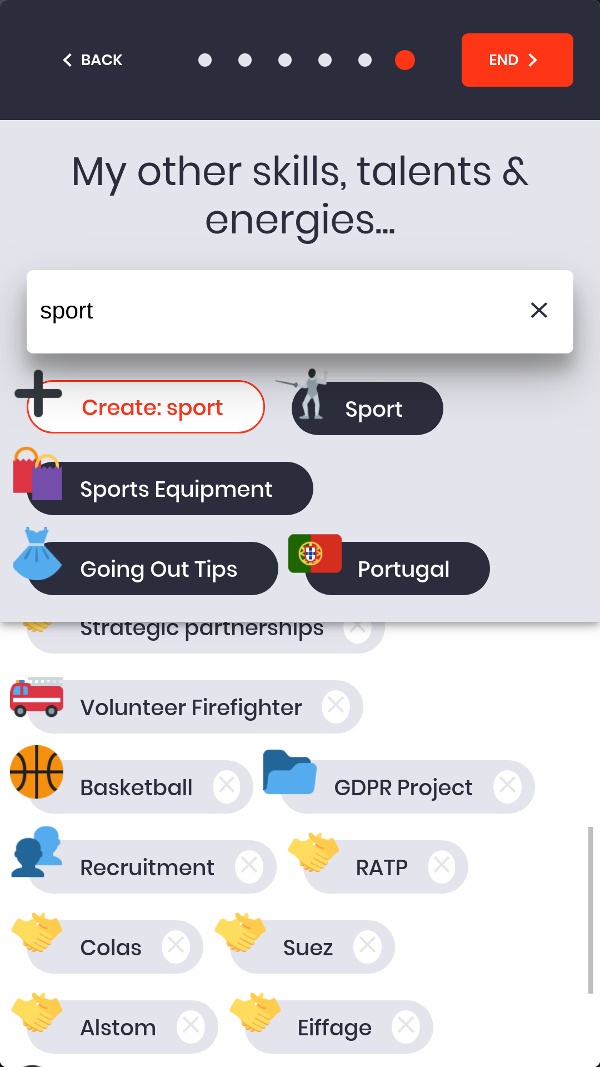 BACK
END
My other skills, talents &
energies...
sport
Create: sport
Sport
Sports Equipment
Going Out Tips
Portugal
Strategic partnerships
Volunteer Firefighter
Basketball
GDPR Project
Recruitment
RATP
Colas
Suez
Alstom
Eiffage